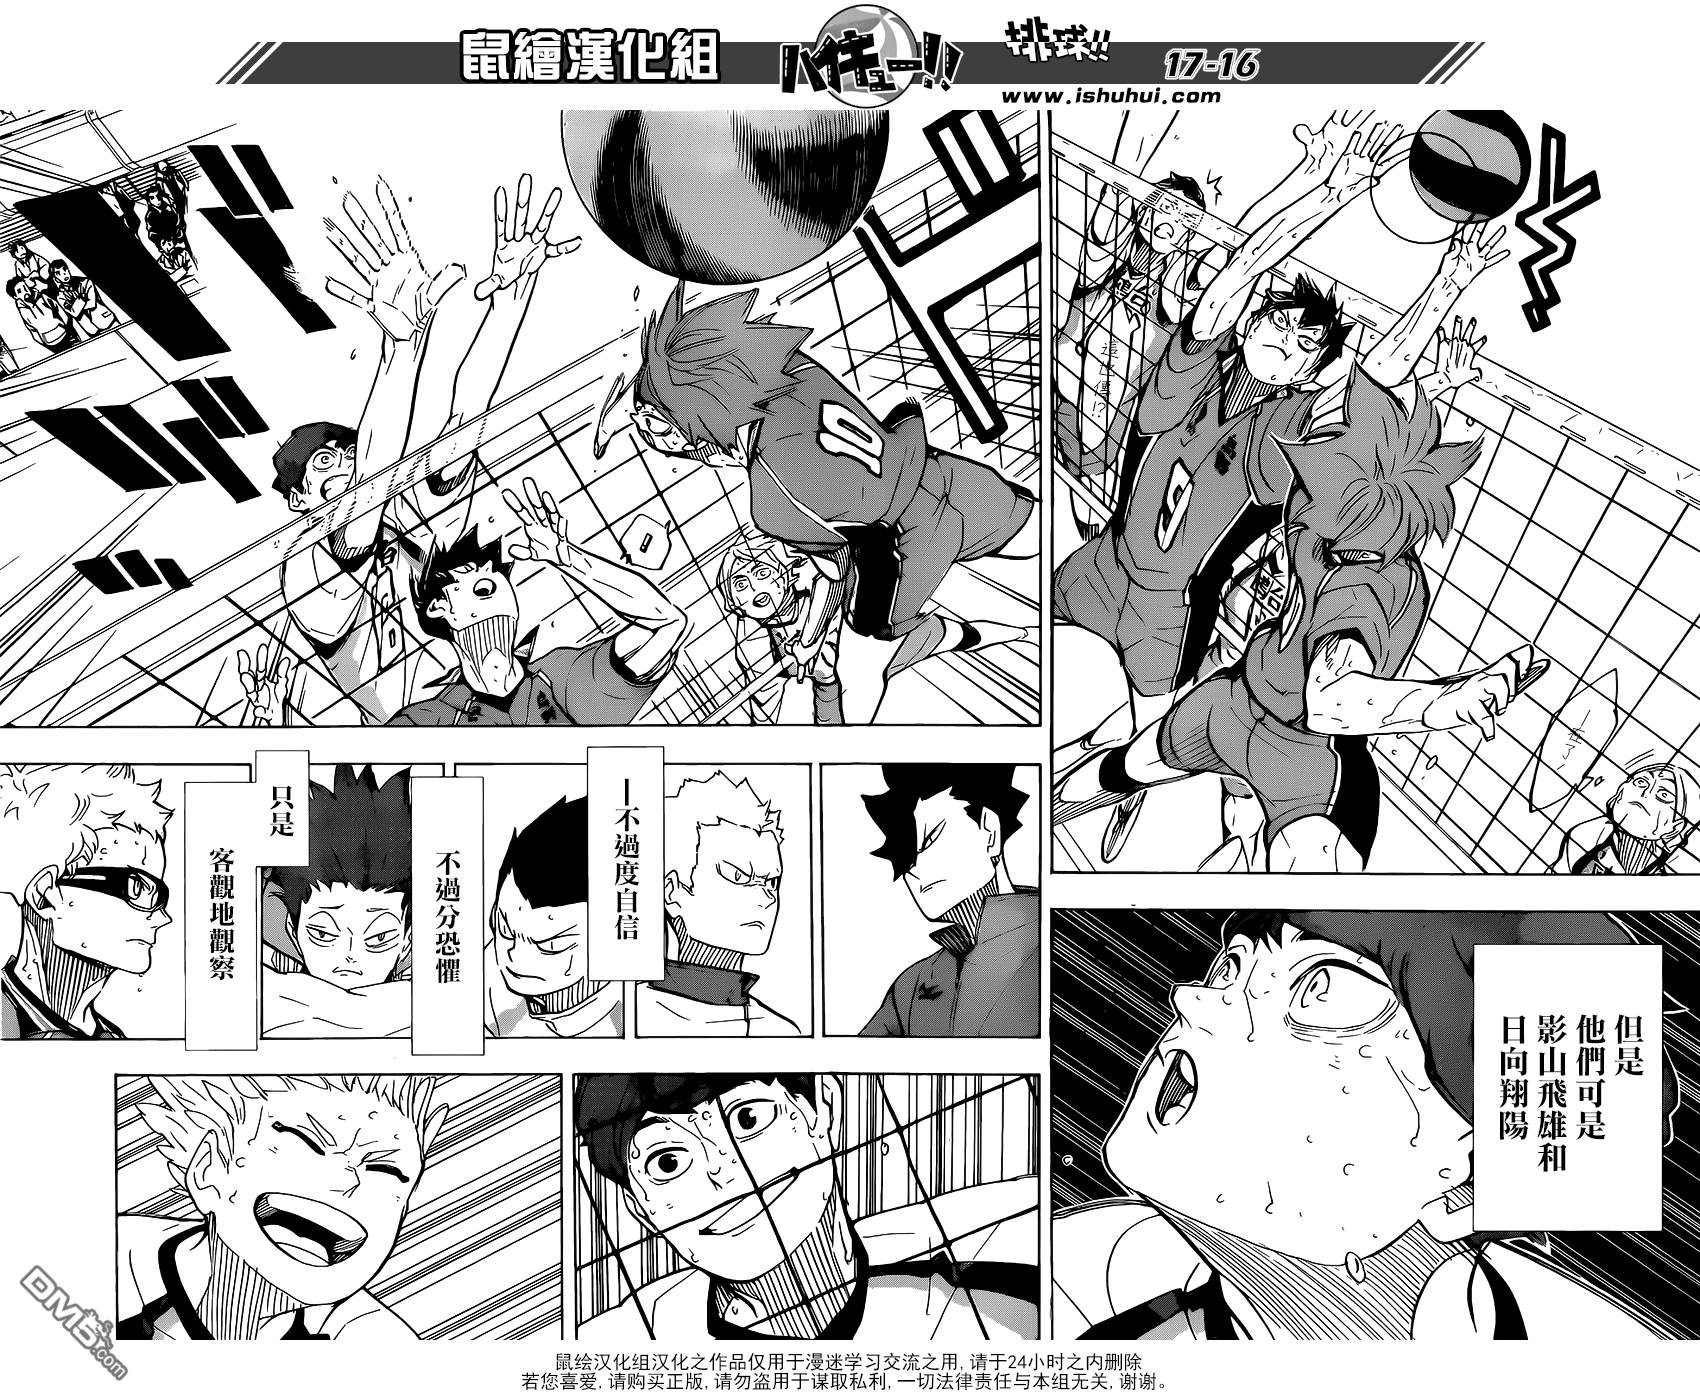 鼠繪漢化組
ハイキュー!!
排球!!
17-16
www.ishuhui.com
這也傳!?
在了
但是
他們可是
影山飛雄和
日向翔陽
—不過度自信
不過分恐懼
只是
客觀地觀察
鼠绘汉化组汉化之作品仅用于漫迷学习交流之用, 请于24小时之内删除
若您喜爱, 请购买正版, 请勿盗用于谋取私利, 一切法律责任与本组无关, 谢谢。